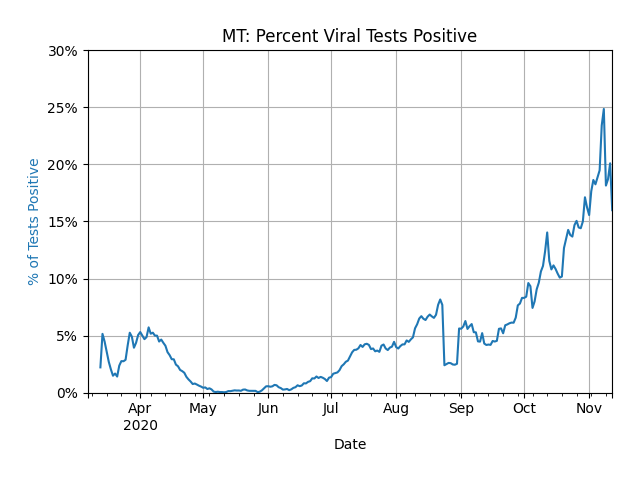 MT: Percent Viral Tests Positive
30%
25%
20%
15%
10%
5%
0%
% of Tests Positive
Apr May Jun Jul Aug Sep Oct Nov
2020
Date